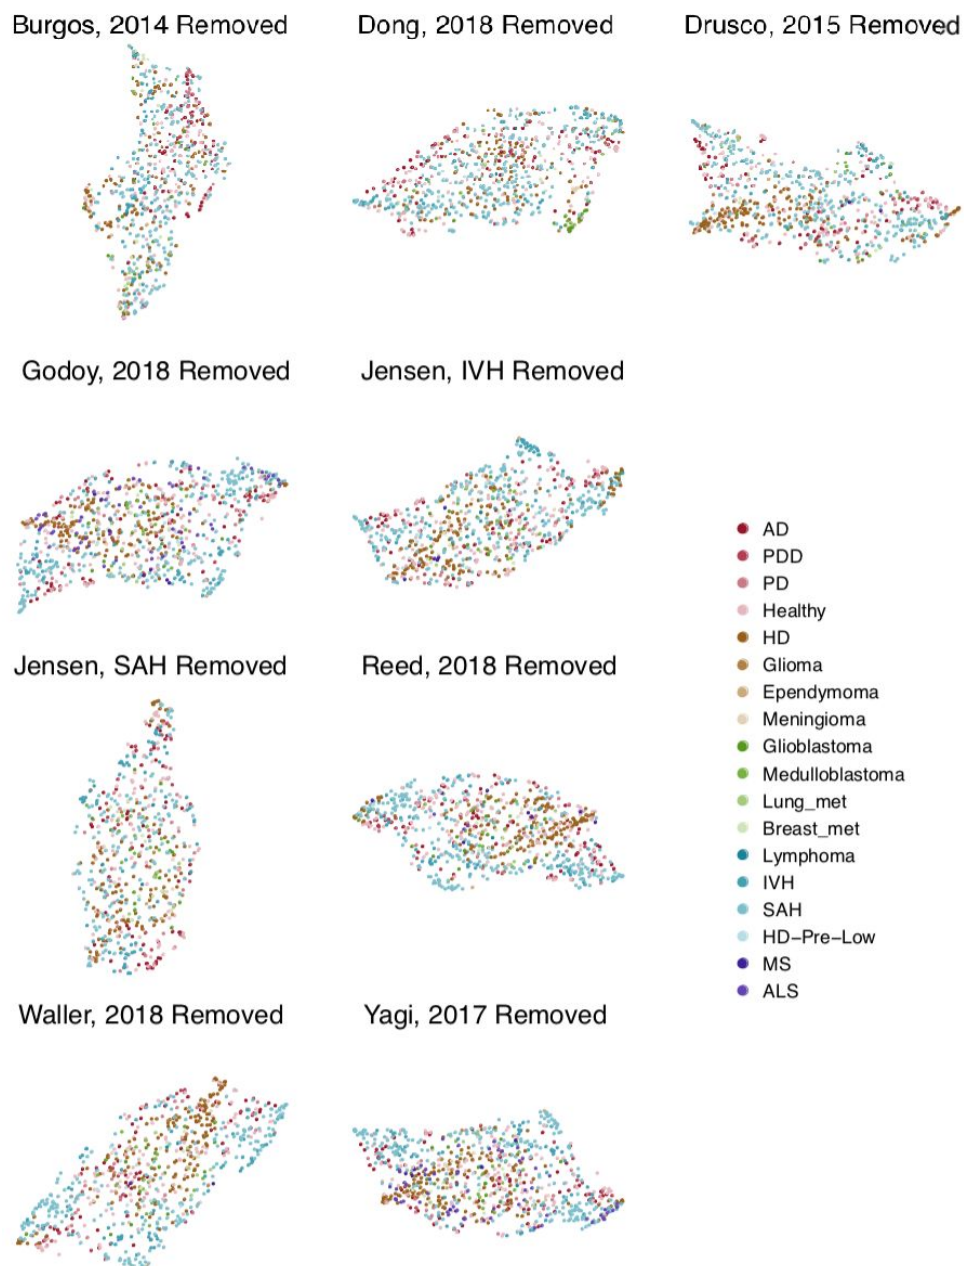 Burgos, 2014 Removed
Dong, 2018 Removed
Drusco, 2015 Removed
Godoy, 2018 Removed
Jensen, IVH Removed
AD
PDD
PD
Healthy
HD
Glioma
Ependymoma
Meningioma
Glioblastoma
Medulloblastoma
Lung_met
Breast_met
Lymphoma
IVH
SAH
HD−Pre−Low
MS
ALS
Jensen, SAH Removed
Reed, 2018 Removed
Waller, 2018 Removed
Yagi, 2017 Removed